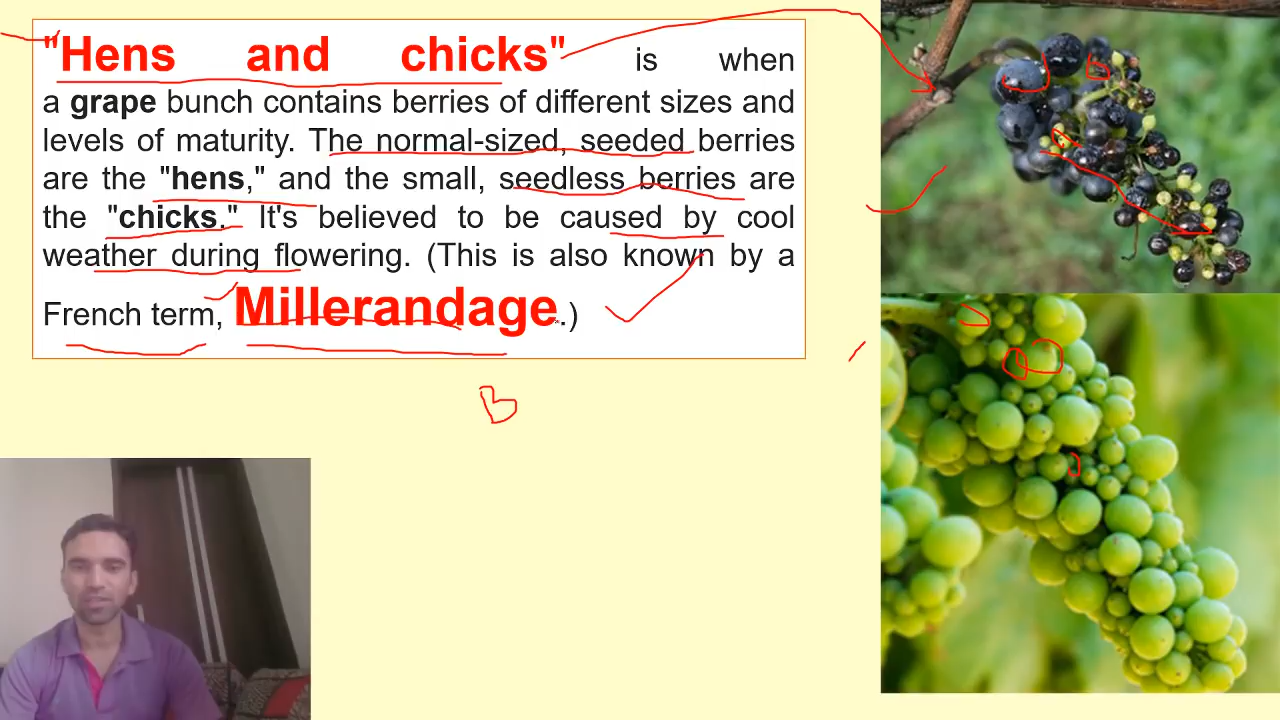 "Hens and chicks" is when
a grape bunch contains berries of different sizes and
levels of maturity. The normal-sized, seeded berries
are the "hens," and the small, seedless berries are
the "chicks." It's believed to be caused by cool
weather during flowering. (This is also known by a
French term, Millerandage.)
b